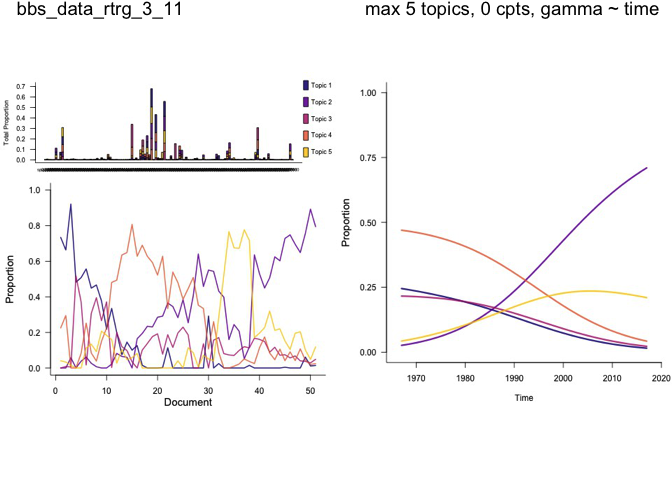 bbs_data_rtrg_3_11
max 5 topics, 0 cpts, gamma ~ time
Total Proportion
0.7
0.6
0.5
0.4
0.3
0.2
0.1
0.0
Topic 1
Topic 2
Topic 3
Topic 4
Topic 5
Proportion
1.0
0.8
0.6
0.4
0.2
0.0
0 10 20 30 40 50
Document
Proportion
1.00
0.75
0.50
0.25
0.00
1970 1980 1990 2000 2010 2020
Time